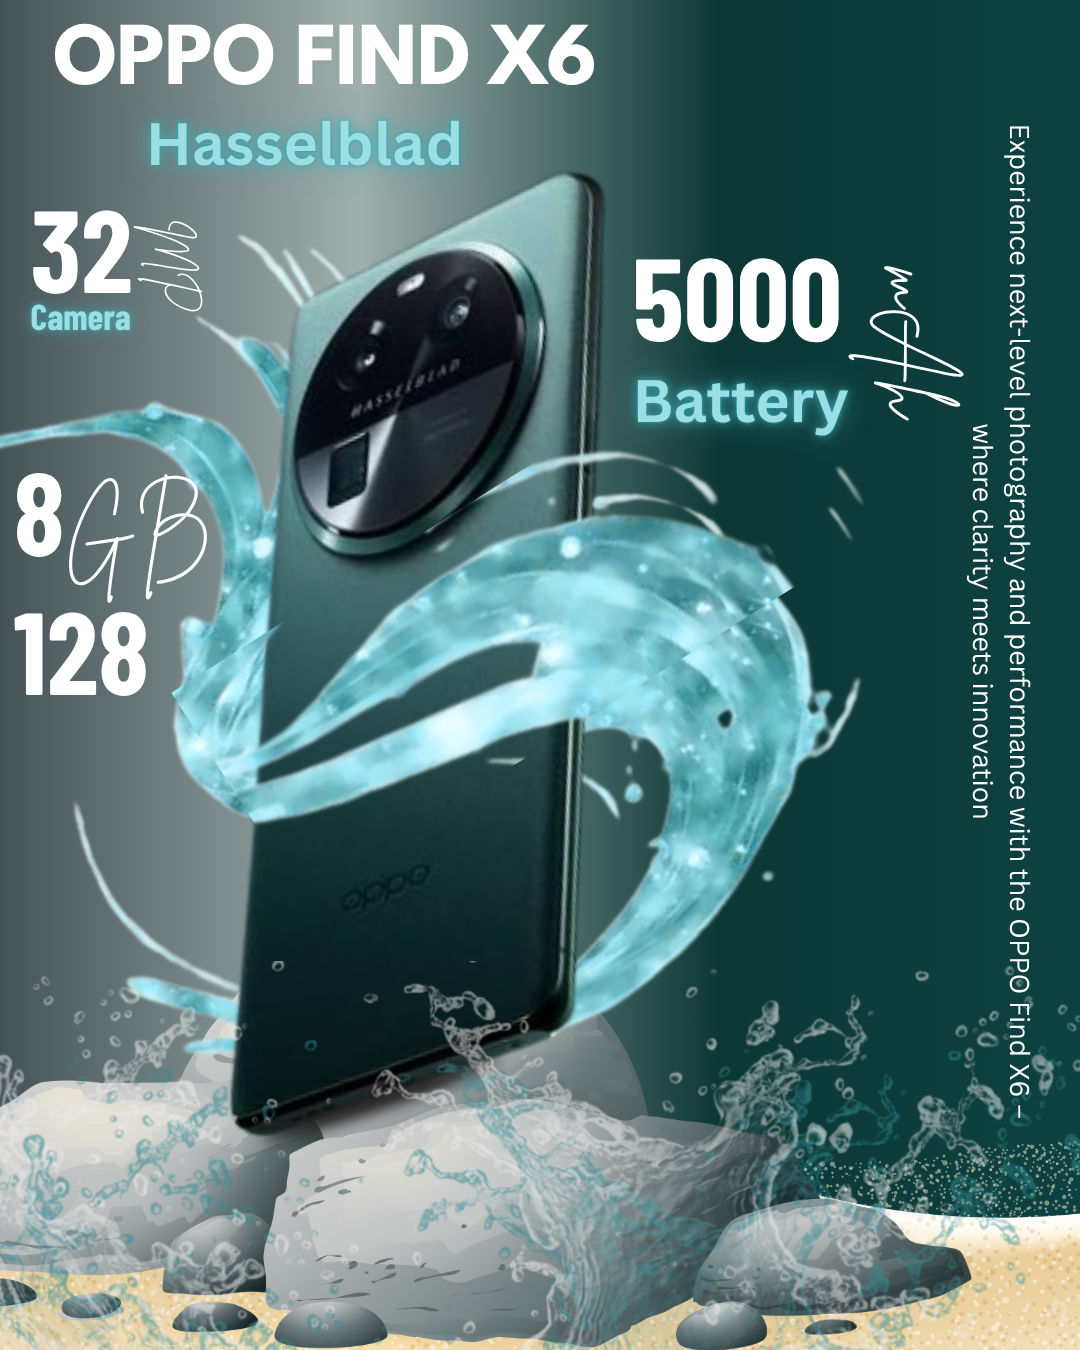 OPPO FIND X6
Hasselblad
32 MP
Camera
HASSELBLAD
5000 mAh
Battery
8 GB
128
oppo
Experience next-level photography and performance with the OPPO Find X6 –
where clarity meets innovation